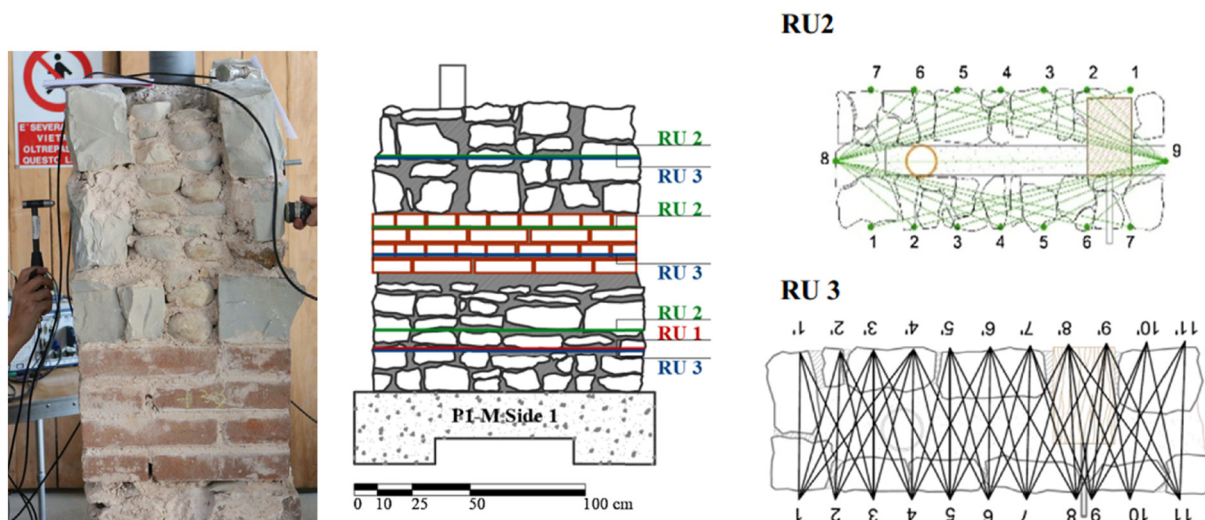 E' SEVERA
VIET
OLTREPA
QUESTO L
RU 2
RU 3
RU 2
RU 3
RU 2
RU 1
RU 3
P1-M Side 1
0 10 25 50 100 cm
RU2
7 6 5 4 3 2 1
8 9
1 2 3 4 5 6 7
RU 3
1' 2' 3' 4' 5' 6' 7' 8' 9' 10' 11'
1 2 3 4 5 6 7 8 9 10 11